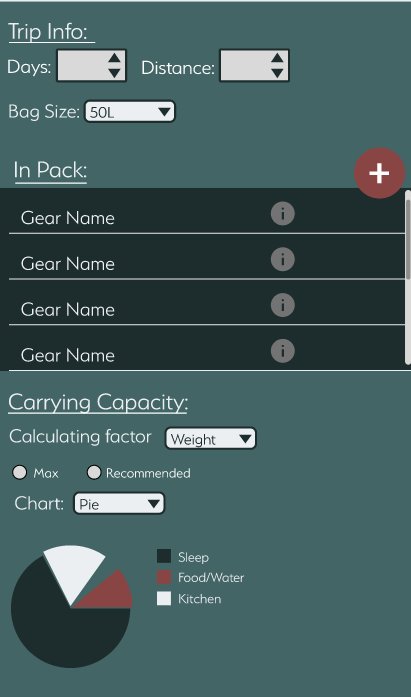 Trip Info:
Days: Distance:
Bag Size: 50L
In Pack: +
Gear Name i
Gear Name i
Gear Name i
Gear Name i
Carrying Capacity:
Calculating factor Weight
Max Recommended
Chart: Pie
Sleep
Food/Water
Kitchen